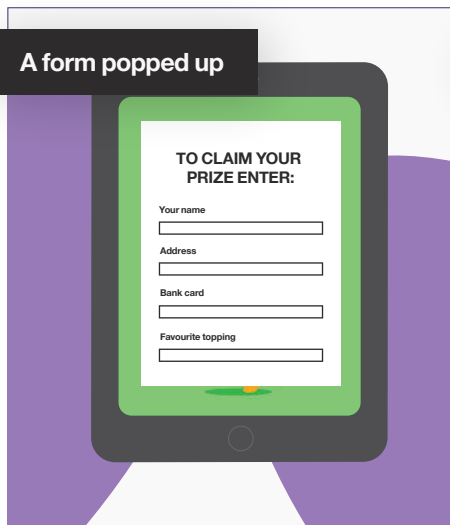 A form popped up
TO CLAIM YOUR
PRIZE ENTER:
Your name
Address
Bank card
Favourite topping